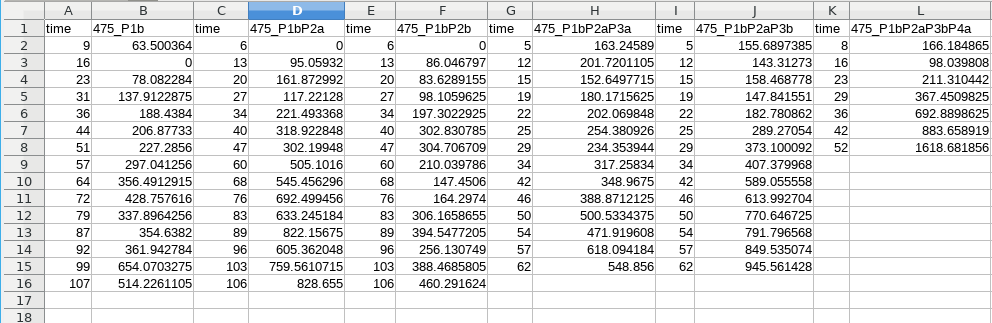 A B C D E F G H I J K L
1 time 475_P1b time 475_P1bP2a time 475_P1bP2b time 475_P1bP2aP3a time 475_P1bP2aP3b time 475_P1bP2aP3bP4a
2 9 63.500364 6 0 6 0 5 163.24589 5 155.6897385 8 166.184865
3 16 0 13 95.05932 13 86.046797 12 201.7201105 12 143.31273 16 98.039808
4 23 78.082284 20 161.872992 20 83.6289155 15 152.6497715 15 158.468778 23 211.310442
5 31 137.9122875 27 117.22128 27 98.1059625 19 180.1715625 19 147.841551 29 367.4509825
6 36 188.4384 34 221.493368 34 197.3022925 22 202.069848 22 182.780862 36 692.8898625
7 44 206.87733 40 318.922848 40 302.830785 25 254.380926 25 289.27054 42 883.658919
8 51 227.2856 47 302.19948 47 304.706709 29 234.353944 29 373.100092 52 1618.681856
9 57 297.041256 60 505.1016 60 210.039786 34 317.25834 34 407.379968
10 64 356.4912915 68 545.456296 68 147.4506 42 348.9675 42 589.055558
11 72 428.757616 76 692.499456 76 164.2974 46 388.8712125 46 613.992704
12 79 337.8964256 83 633.245184 83 306.1658655 50 500.5334375 50 770.646725
13 87 354.6382 89 822.15675 89 394.5477205 54 471.919608 54 791.796568
14 92 361.942784 96 605.362048 96 256.130749 57 618.094184 57 849.535074
15 99 654.0703275 103 759.5610715 103 388.4685805 62 548.856 62 945.561428
16 107 514.2261105 106 828.655 106 460.291624
17
18